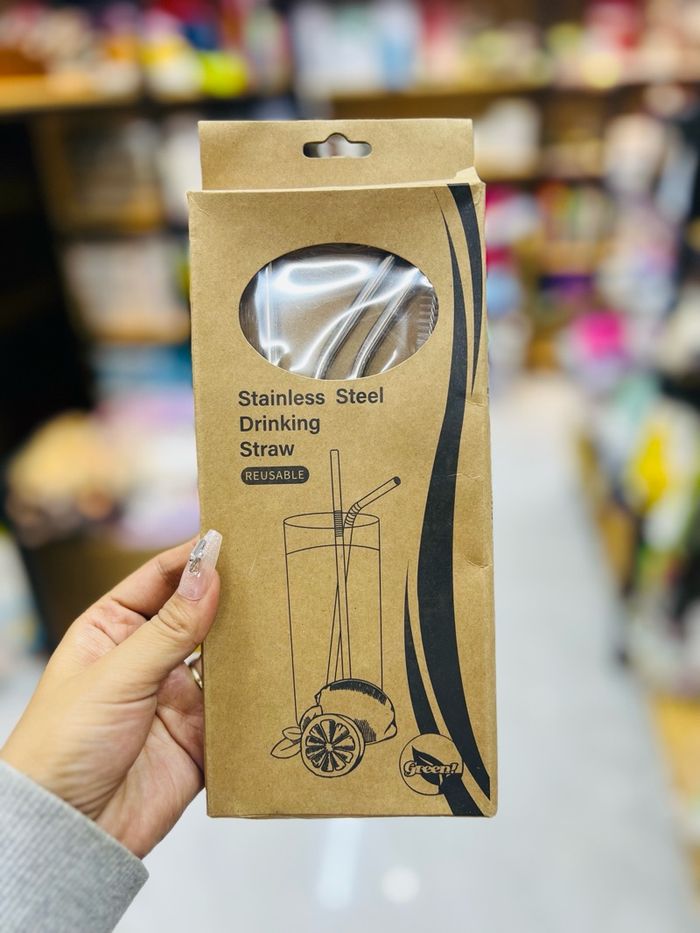 Stainless Steel
Drinking
Straw
REUSABLE
Green!